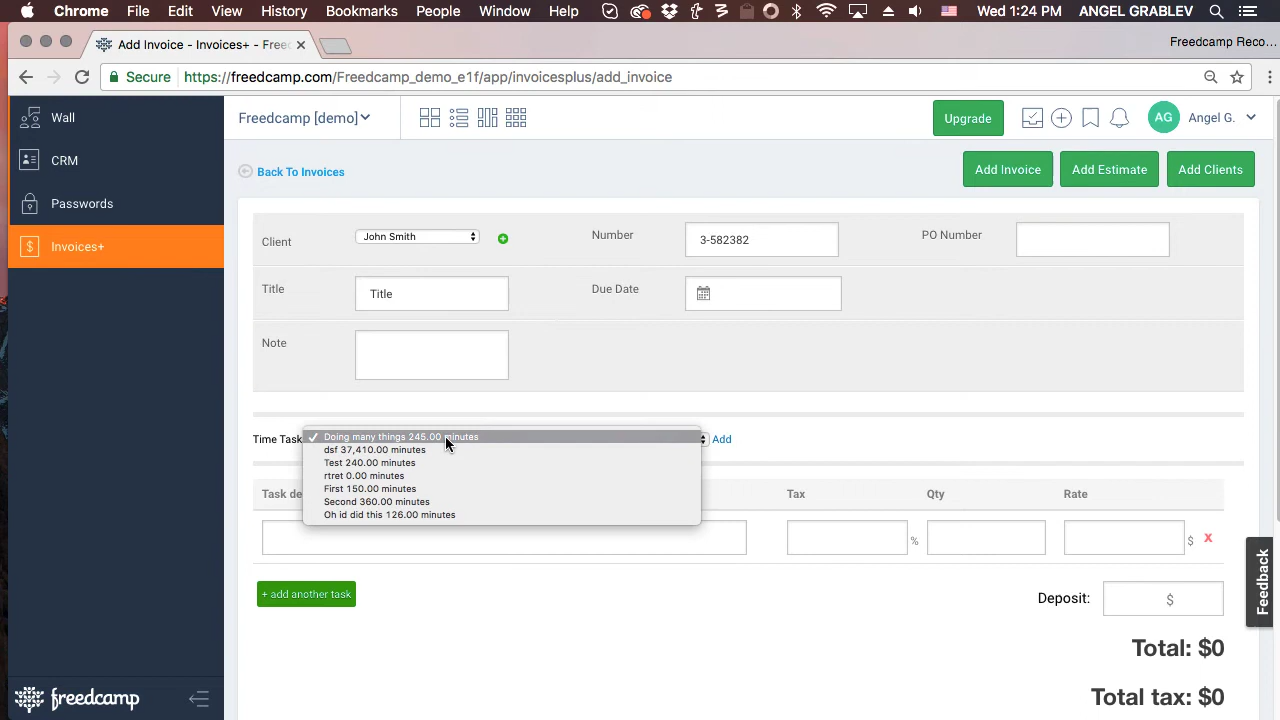 Chrome File Edit View History Bookmarks People Window Help Wed 1:24 PM ANGEL GRABLEV
Add Invoice - Invoices+ - Free × Freedcamp Reco...
Secure https://freedcamp.com/Freedcamp_demo_e1f/app/invoicesplus/add_invoice
Wall
CRM
Passwords
Invoices+
freedcamp
Freedcamp [demo] Upgrade AG Angel G.
Back To Invoices Add Invoice Add Estimate Add Clients
Client John Smith Number 3-582382 PO Number
Title Title Due Date
Note
Time Task Add
✓ Doing many things 245.00 minutes
dsf 37,410.00 minutes
Test 240.00 minutes
rtret 0.00 minutes
First 150.00 minutes
Second 360.00 minutes
Oh id did this 126.00 minutes
Task de Tax Qty Rate
% $ x
+ add another task Deposit: $
Total: $0
Total tax: $0
Feedback